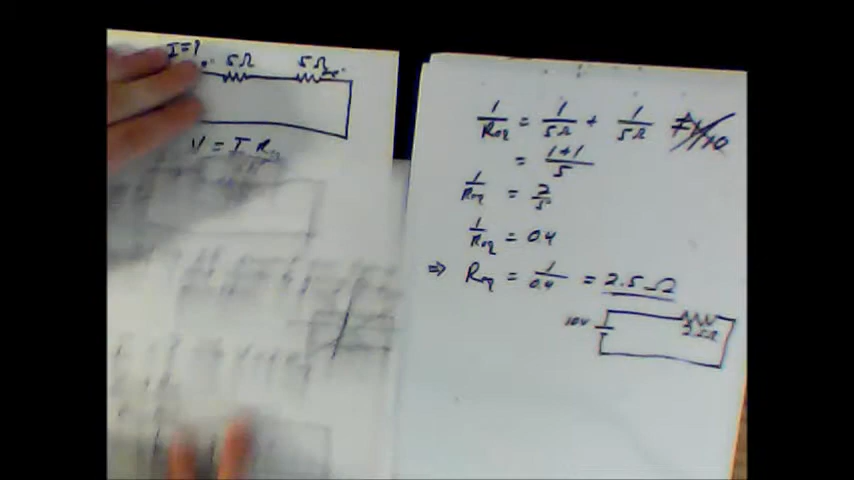 I=?
5Ω 5Ω
V = I R
1/Req = 1/5Ω + 1/5Ω
= 1+1/5
1/Req = 2/5
1/Req = 0.4
⇒ Req = 1/0.4 = 2.5Ω
10V 2.5Ω